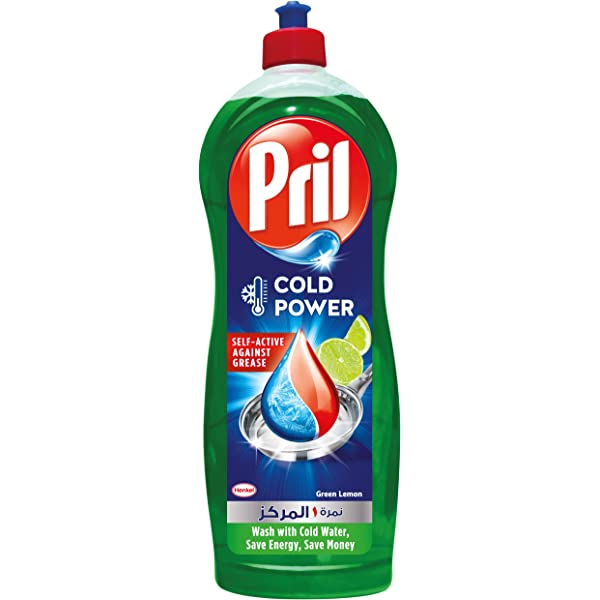 Pril
COLD
POWER
SELF-ACTIVE
AGAINST
GREASE
Green Lemon
Henkel
نمرة ١ المركز
Wash with Cold Water,
Save Energy, Save Money